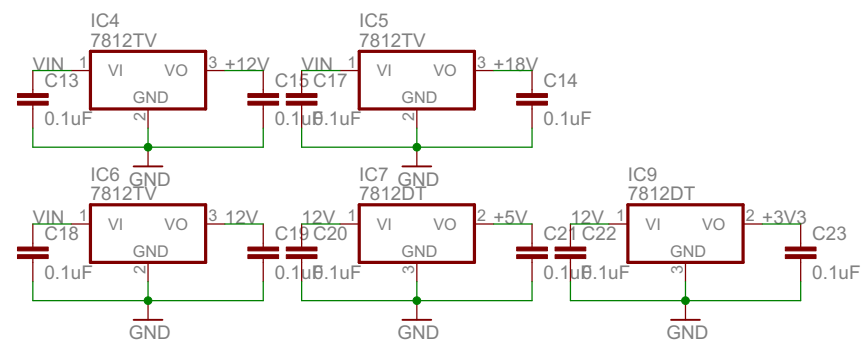 IC4
7812TV
VIN 1 VI VO 3 +12V
C13
GND
0.1uF
2
C15
0.1uF
GND
IC5
7812TV
VIN 1 VI VO 3 +18V
C17
GND
0.1uF
2
C14
0.1uF
GND
IC6
7812TV
VIN 1 VI VO 3 12V
C18
GND
0.1uF
2
C19
0.1uF
GND
IC7
7812DT
12V 1 VI VO 2 +5V
C20
GND
0.1uF
3
C21
0.1uF
GND
IC9
7812DT
12V 1 VI VO 2 +3V3
C22
GND
0.1uF
3
C23
0.1uF
GND